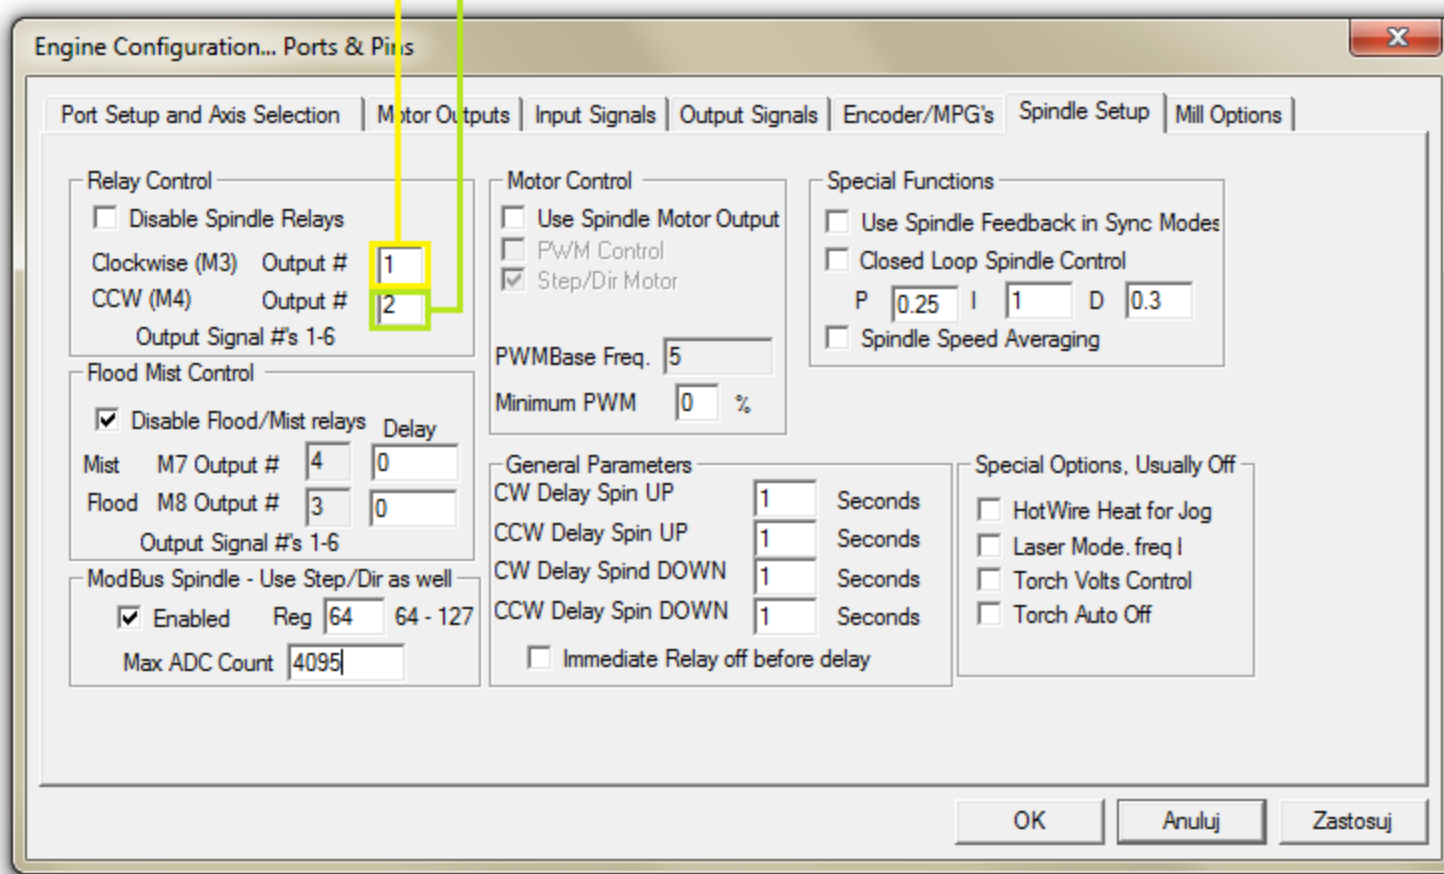 Engine Configuration... Ports & Pins
Port Setup and Axis Selection
Motor Outputs
Input Signals
Output Signals
Encoder/MPG's
Spindle Setup
Mill Options
Relay Control
Disable Spindle Relays
Clockwise (M3) Output # 1
CCW (M4) Output # 2
Output Signal #'s 1-6
Flood Mist Control
Disable Flood/Mist relays Delay
Mist M7 Output # 4 0
Flood M8 Output # 3 0
Output Signal #'s 1-6
ModBus Spindle - Use Step/Dir as well
Enabled Reg 64 64 - 127
Max ADC Count 4095
Motor Control
Use Spindle Motor Output
PWM Control
Step/Dir Motor
PWMBase Freq. 5
Minimum PWM 0 %
General Parameters
CW Delay Spin UP 1 Seconds
CCW Delay Spin UP 1 Seconds
CW Delay Spind DOWN 1 Seconds
CCW Delay Spin DOWN 1 Seconds
Immediate Relay off before delay
Special Functions
Use Spindle Feedback in Sync Modes
Closed Loop Spindle Control
P 0.25 I 1 D 0.3
Spindle Speed Averaging
Special Options, Usually Off
HotWire Heat for Jog
Laser Mode. freq
Torch Volts Control
Torch Auto Off
OK
Anuluj
Zastosuj